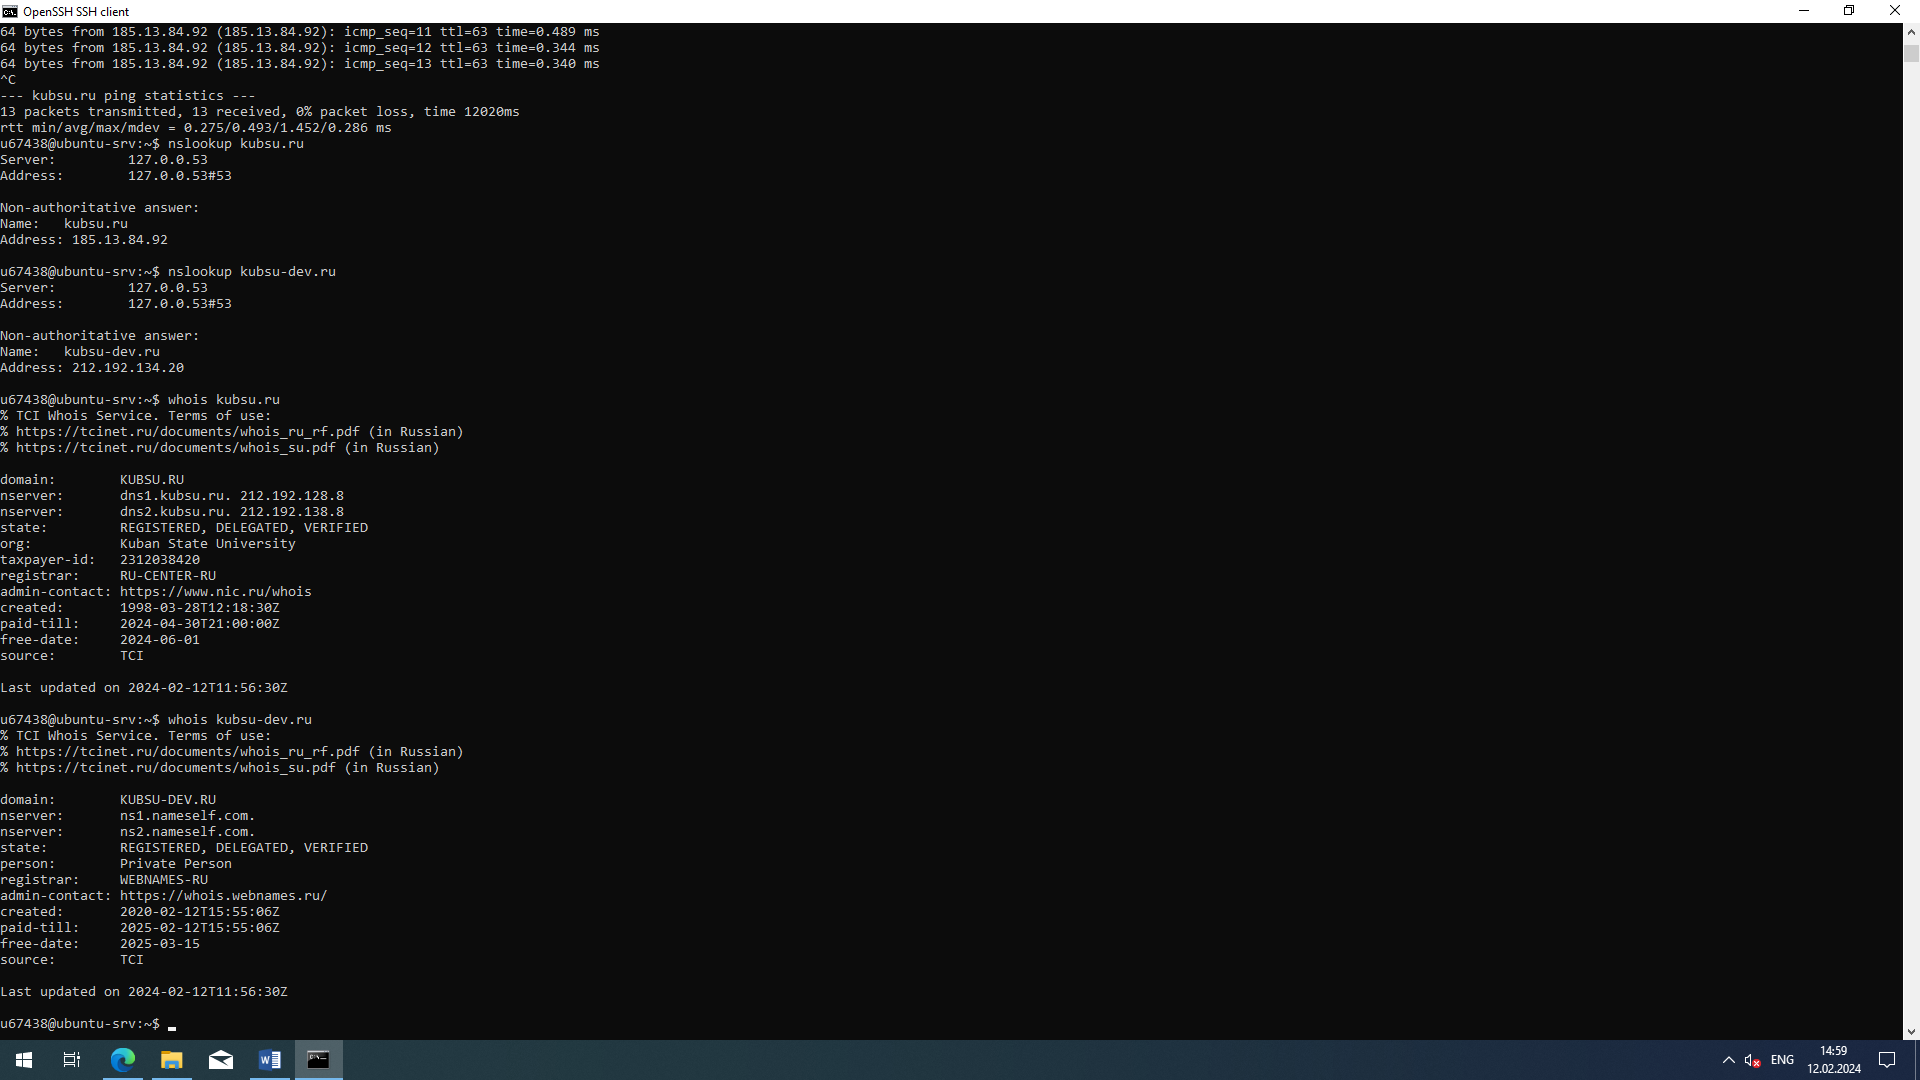 OpenSSH SSH client
64 bytes from 185.13.84.92 (185.13.84.92): icmp_seq=11 ttl=63 time=0.489 ms
64 bytes from 185.13.84.92 (185.13.84.92): icmp_seq=12 ttl=63 time=0.344 ms
64 bytes from 185.13.84.92 (185.13.84.92): icmp_seq=13 ttl=63 time=0.340 ms
^C
--- kubsu.ru ping statistics ---
13 packets transmitted, 13 received, 0% packet loss, time 12020ms
rtt min/avg/max/mdev = 0.275/0.493/1.452/0.286 ms
u67438@ubuntu-srv:~$ nslookup kubsu.ru
Server:         127.0.0.53
Address:        127.0.0.53#53

Non-authoritative answer:
Name:   kubsu.ru
Address: 185.13.84.92

u67438@ubuntu-srv:~$ nslookup kubsu-dev.ru
Server:         127.0.0.53
Address:        127.0.0.53#53

Non-authoritative answer:
Name:   kubsu-dev.ru
Address: 212.192.134.20

u67438@ubuntu-srv:~$ whois kubsu.ru
% TCI Whois Service. Terms of use:
% https://tcinet.ru/documents/whois_ru_rf.pdf (in Russian)
% https://tcinet.ru/documents/whois_su.pdf (in Russian)

domain:        KUBSU.RU
nserver:       dns1.kubsu.ru. 212.192.128.8
nserver:       dns2.kubsu.ru. 212.192.138.8
state:         REGISTERED, DELEGATED, VERIFIED
org:           Kuban State University
taxpayer-id:   2312038420
registrar:     RU-CENTER-RU
admin-contact: https://www.nic.ru/whois
created:       1998-03-28T12:18:30Z
paid-till:     2024-04-30T21:00:00Z
free-date:     2024-06-01
source:        TCI

Last updated on 2024-02-12T11:56:30Z

u67438@ubuntu-srv:~$ whois kubsu-dev.ru
% TCI Whois Service. Terms of use:
% https://tcinet.ru/documents/whois_ru_rf.pdf (in Russian)
% https://tcinet.ru/documents/whois_su.pdf (in Russian)

domain:        KUBSU-DEV.RU
nserver:       ns1.nameself.com.
nserver:       ns2.nameself.com.
state:         REGISTERED, DELEGATED, VERIFIED
person:        Private Person
registrar:     WEBNAMES-RU
admin-contact: https://whois.webnames.ru/
created:       2020-02-12T15:55:06Z
paid-till:     2025-02-12T15:55:06Z
free-date:     2025-03-15
source:        TCI

Last updated on 2024-02-12T11:56:30Z

u67438@ubuntu-srv:~$
ENG
14:59
12.02.2024